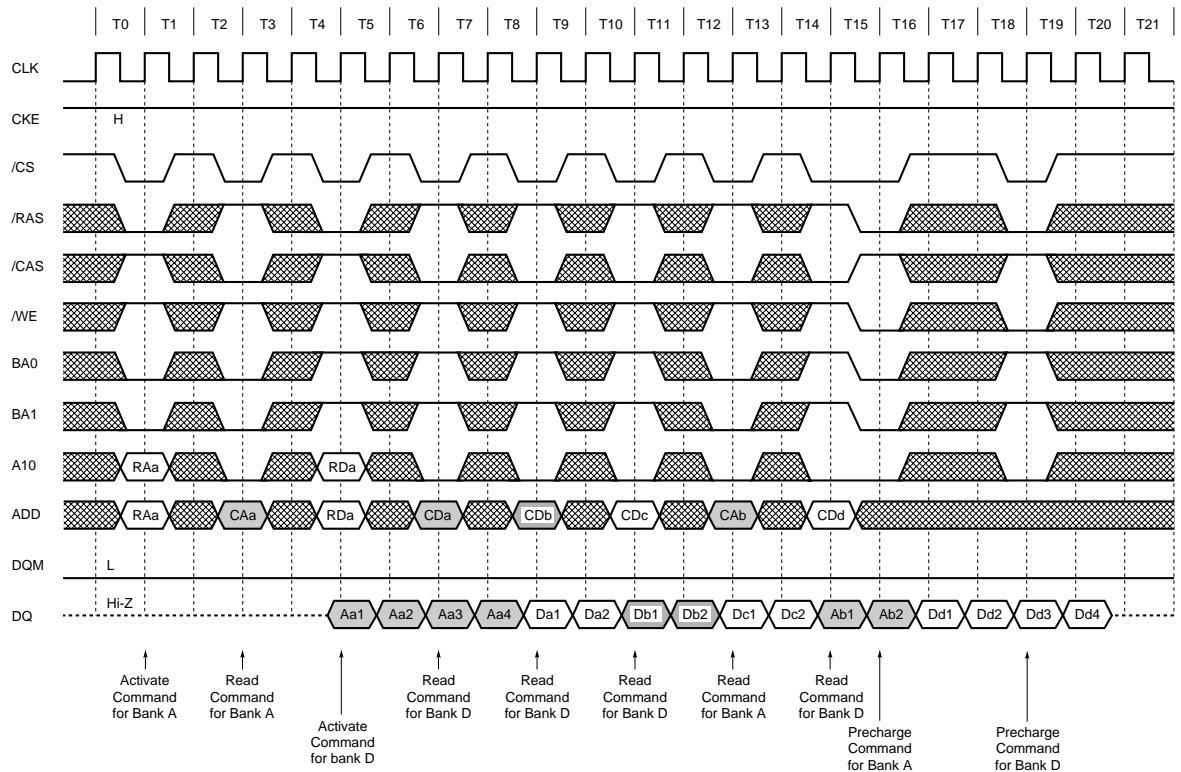 T0 T1 T2 T3 T4 T5 T6 T7 T8 T9 T10 T11 T12 T13 T14 T15 T16 T17 T18 T19 T20 T21
CLK
CKE H
/CS
/RAS
/CAS
/WE
BA0
BA1
A10 RAa RDa
ADD RAa CAa RDa CDa CDb CDc CAb CDd
DQM L
Hi-Z
DQ Aa1 Aa2 Aa3 Aa4 Da1 Da2 Db1 Db2 Dc1 Dc2 Ab1 Ab2 Dd1 Dd2 Dd3 Dd4
Activate
Command
for Bank A
Read
Command
for Bank A
Activate
Command
for bank D
Read
Command
for Bank D
Read
Command
for Bank D
Read
Command
for Bank D
Read
Command
for Bank A
Read
Command
for Bank D
Precharge
Command
for Bank A
Precharge
Command
for Bank D